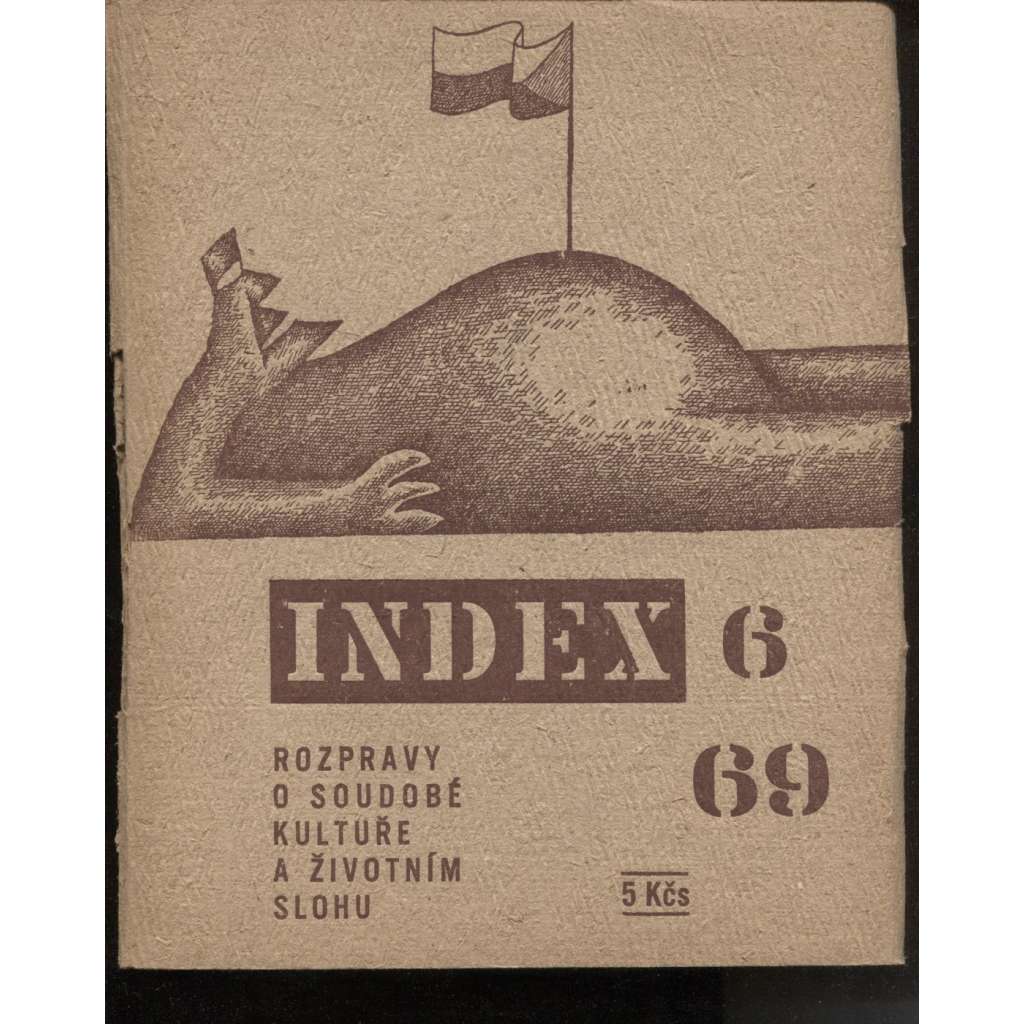 INDEX 6
69
ROZPRAVY
O SOUDOBÉ
KULTUŘE
A ŽIVOTNÍM
SLOHU
5 Kčs